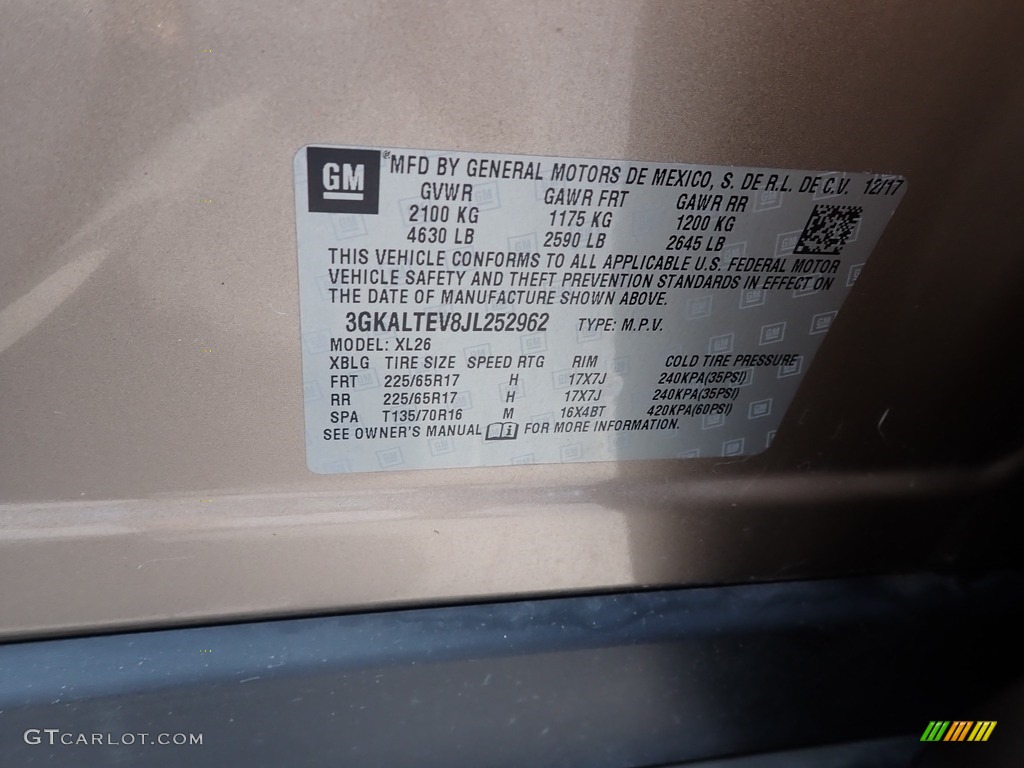 GM
® MFD BY GENERAL MOTORS DE MEXICO, S. DE R.L. DE C.V. 12/17
GVWR GAWR FRT GAWR RR
2100 KG 1175 KG 1200 KG
4630 LB 2590 LB 2645 LB
THIS VEHICLE CONFORMS TO ALL APPLICABLE U.S. FEDERAL MOTOR
VEHICLE SAFETY AND THEFT PREVENTION STANDARDS IN EFFECT ON
THE DATE OF MANUFACTURE SHOWN ABOVE.
3GKALTEV8JL252962 TYPE: M.P.V.
MODEL: XL26
XBLG TIRE SIZE SPEED RTG RIM COLD TIRE PRESSURE
FRT 225/65R17 H 17X7J 240KPA(35PSI)
RR 225/65R17 H 17X7J 240KPA(35PSI)
SPA T135/70R16 M 16X4BT 420KPA(60PSI)
SEE OWNER'S MANUAL FOR MORE INFORMATION.
GTCARLOT.COM